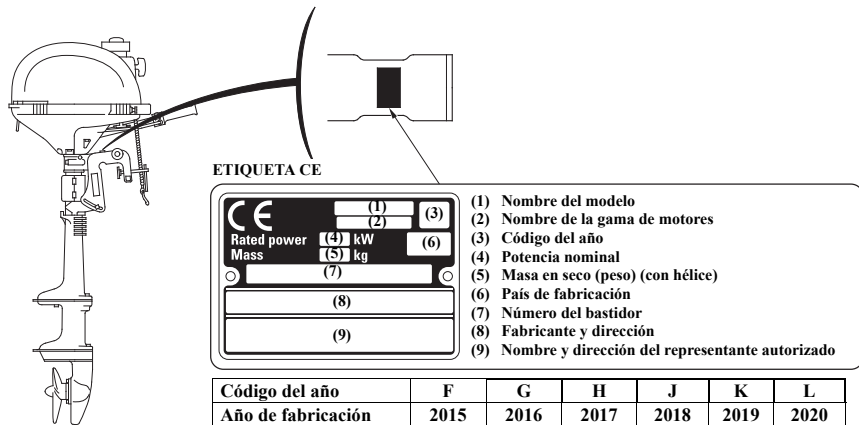 ETIQUETA CE
CE (1) (3)
(2)
Rated power (4) kW (6)
Mass (5) kg
(7)
(8)
(9)
(1) Nombre del modelo
(2) Nombre de la gama de motores
(3) Código del año
(4) Potencia nominal
(5) Masa en seco (peso) (con hélice)
(6) País de fabricación
(7) Número del bastidor
(8) Fabricante y dirección
(9) Nombre y dirección del representante autorizado
Código del año F G H J K L
Año de fabricación 2015 2016 2017 2018 2019 2020